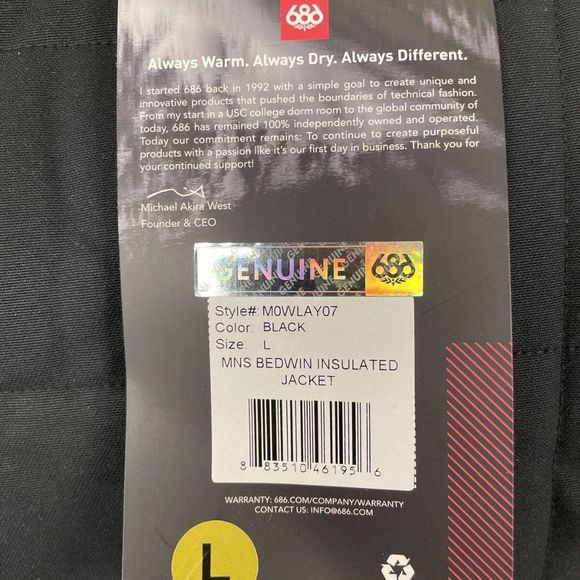 686
Always Warm. Always Dry. Always Different.
I started 686 back in 1992 with a simple goal to create unique and
innovative products that pushed the boundaries of technical fashion.
From my start in a USC college dorm room to the global community of
today, 686 has remained 100% independently owned and operated.
Today our commitment remains: To continue to create purposeful
products with a passion like it's our first day in business. Thank you for
your continued support!
Michael Akira West
Founder & CEO
GENUINE 686
Style#: M0WLAY07
Color: BLACK
Size: L
MNS BEDWIN INSULATED
JACKET
8 83510 46195 6
WARRANTY: 686.COM/COMPANY/WARRANTY
CONTACT US: INFO@686.COM
L